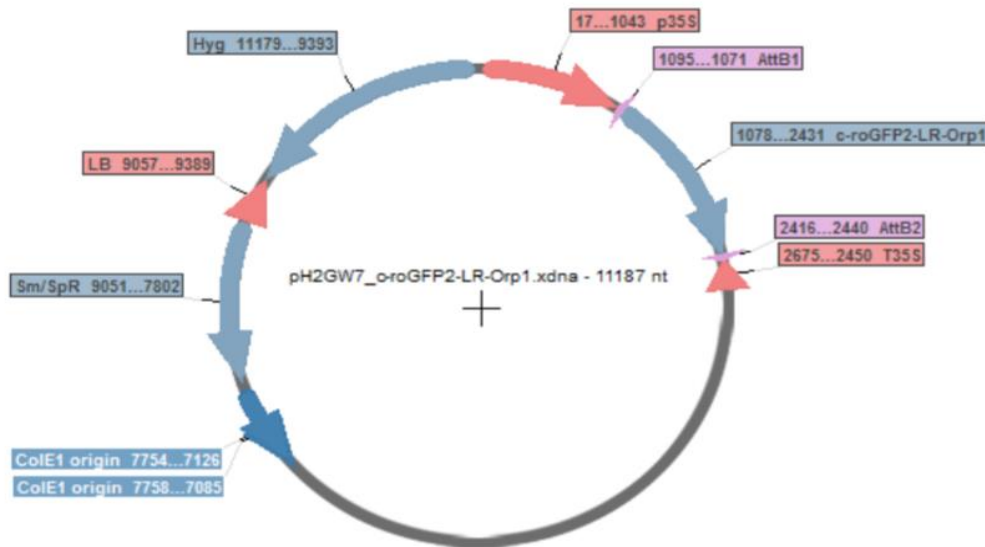 17...1043 p35S
Hyg 11179...9393
1095...1071 AttB1
1078...2431 c-roGFP2-LR-Orp1
LB 9057...9389
2416...2440 AttB2
2675...2450 T35S
pH2GW7_c-roGFP2-LR-Orp1.xdna - 11187 nt
Sm/SpR 9051...7802
ColE1 origin 7754...7126
ColE1 origin 7758...7085